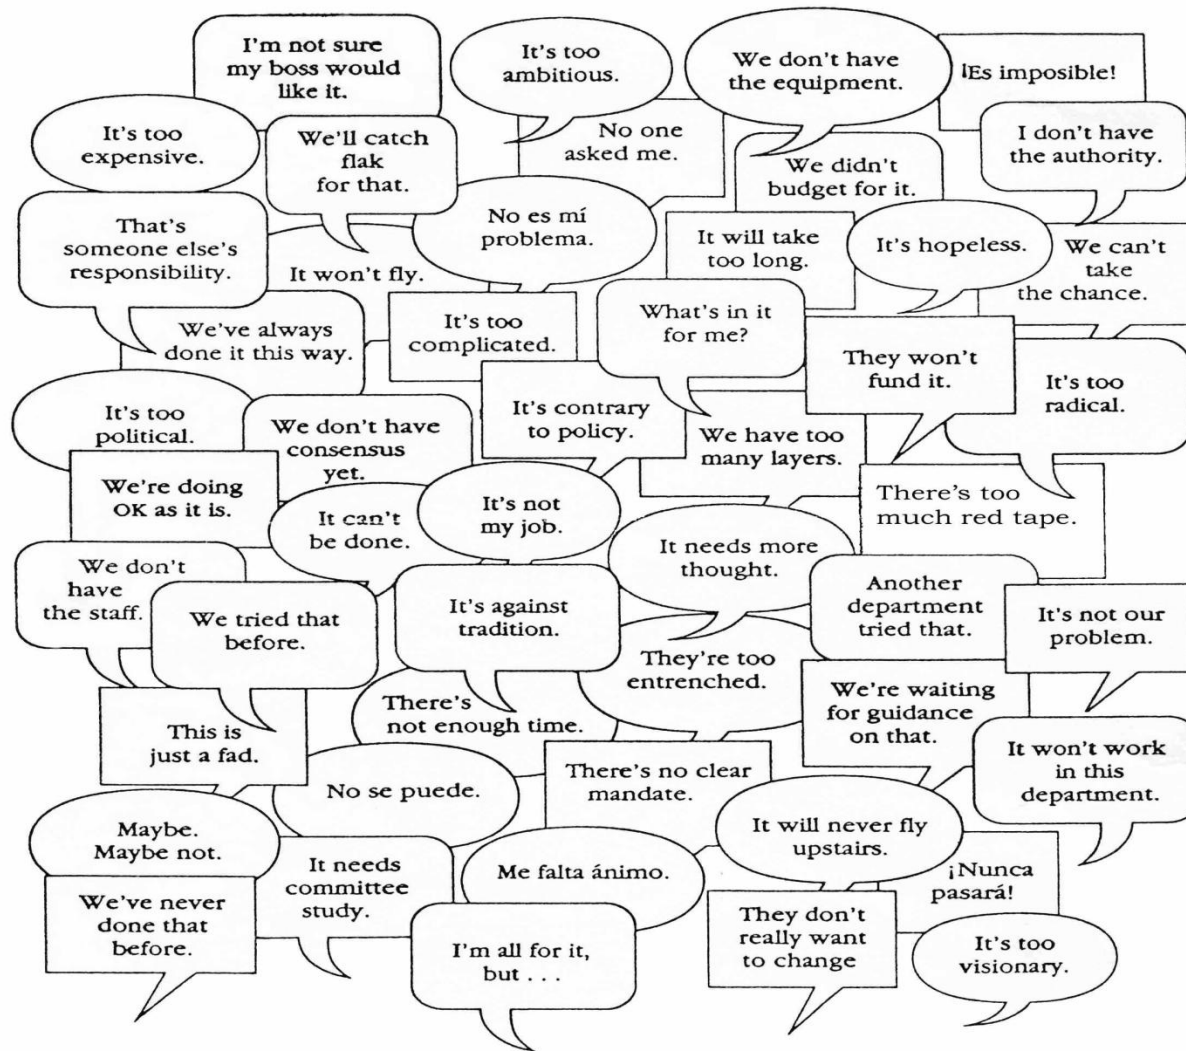 I'm not sure
my boss would
like it.
It's too
ambitious.
We don't have
the equipment.
¡Es imposible!
It's too
expensive.
We'll catch
flak
for that.
No one
asked me.
We didn't
budget for it.
I don't have
the authority.
That's
someone else's
responsibility.
It won't fly.
No es mí
problema.
It will take
too long.
It's hopeless.
We can't
take
the chance.
We've always
done it this way.
It's too
complicated.
What's in it
for me?
They won't
fund it.
It's too
radical.
It's too
political.
We don't have
consensus
yet.
It's contrary
to policy.
We have too
many layers.
We're doing
OK as it is.
It can't
be done.
It's not
my job.
It needs more
thought.
There's too
much red tape.
We don't
have
the staff.
We tried that
before.
It's against
tradition.
They're too
entrenched.
Another
department
tried that.
It's not our
problem.
This is
just a fad.
There's
not enough time.
We're waiting
for guidance
on that.
It won't work
in this
department.
No se puede.
There's no clear
mandate.
Maybe.
Maybe not.
It needs
committee
study.
Me falta ánimo.
It will never fly
upstairs.
¡Nunca
pasará!
We've never
done that
before.
I'm all for it,
but . . .
They don't
really want
to change
It's too
visionary.